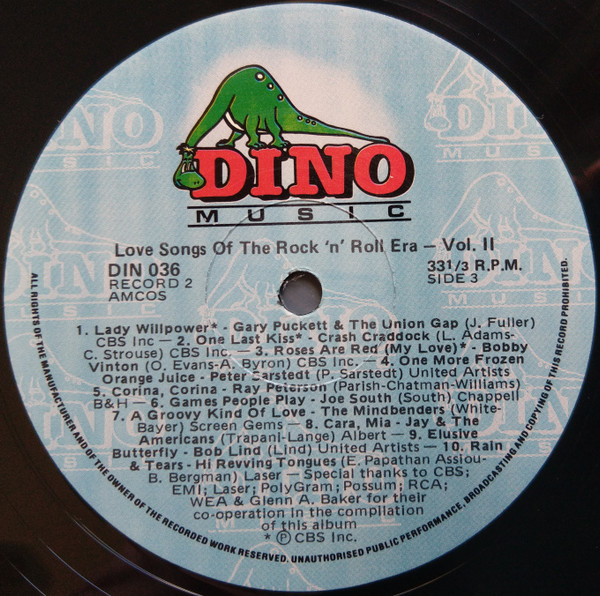 DINO
MUSIC
Love Songs Of The Rock 'n' Roll Era – Vol. II
DIN 036
RECORD 2
AMCOS
33 1/3 R.P.M.
SIDE 3
1. Lady Willpower* - Gary Puckett & The Union Gap (J. Fuller)
CBS Inc — 2. One Last Kiss* - Crash Craddock (L. Adams-
C. Strouse) CBS Inc. — 3. Roses Are Red (My Love)* - Bobby
Vinton (O. Evans-A. Byron) CBS Inc. — 4. One More Frozen
Orange Juice - Peter Sarstedt (P. Sarstedt) United Artists
5. Corina, Corina - Ray Peterson (Parish-Chatman-Williams)
B&H — 6. Games People Play - Joe South (South) Chappell
7. A Groovy Kind Of Love - The Mindbenders (White-
Bayer) Screen Gems — 8. Cara, Mia - Jay & The
Americans (Trapani-Lange) Albert — 9. Elusive
Butterfly - Bob Lind (Lind) United Artists — 10. Rain
& Tears - Hi Revving Tongues (E. Papathan Assiou-
B. Bergman) Laser — Special thanks to CBS;
EMI; Laser; PolyGram; Possum; RCA;
WEA & Glenn A. Baker for their
co-operation in the compilation
of this album
* ℗ CBS Inc.
ALL RIGHTS OF THE MANUFACTURER AND OF THE OWNER OF THE RECORDED WORK RESERVED. UNAUTHORISED PUBLIC PERFORMANCE, BROADCASTING AND COPYING OF THIS RECORD PROHIBITED.